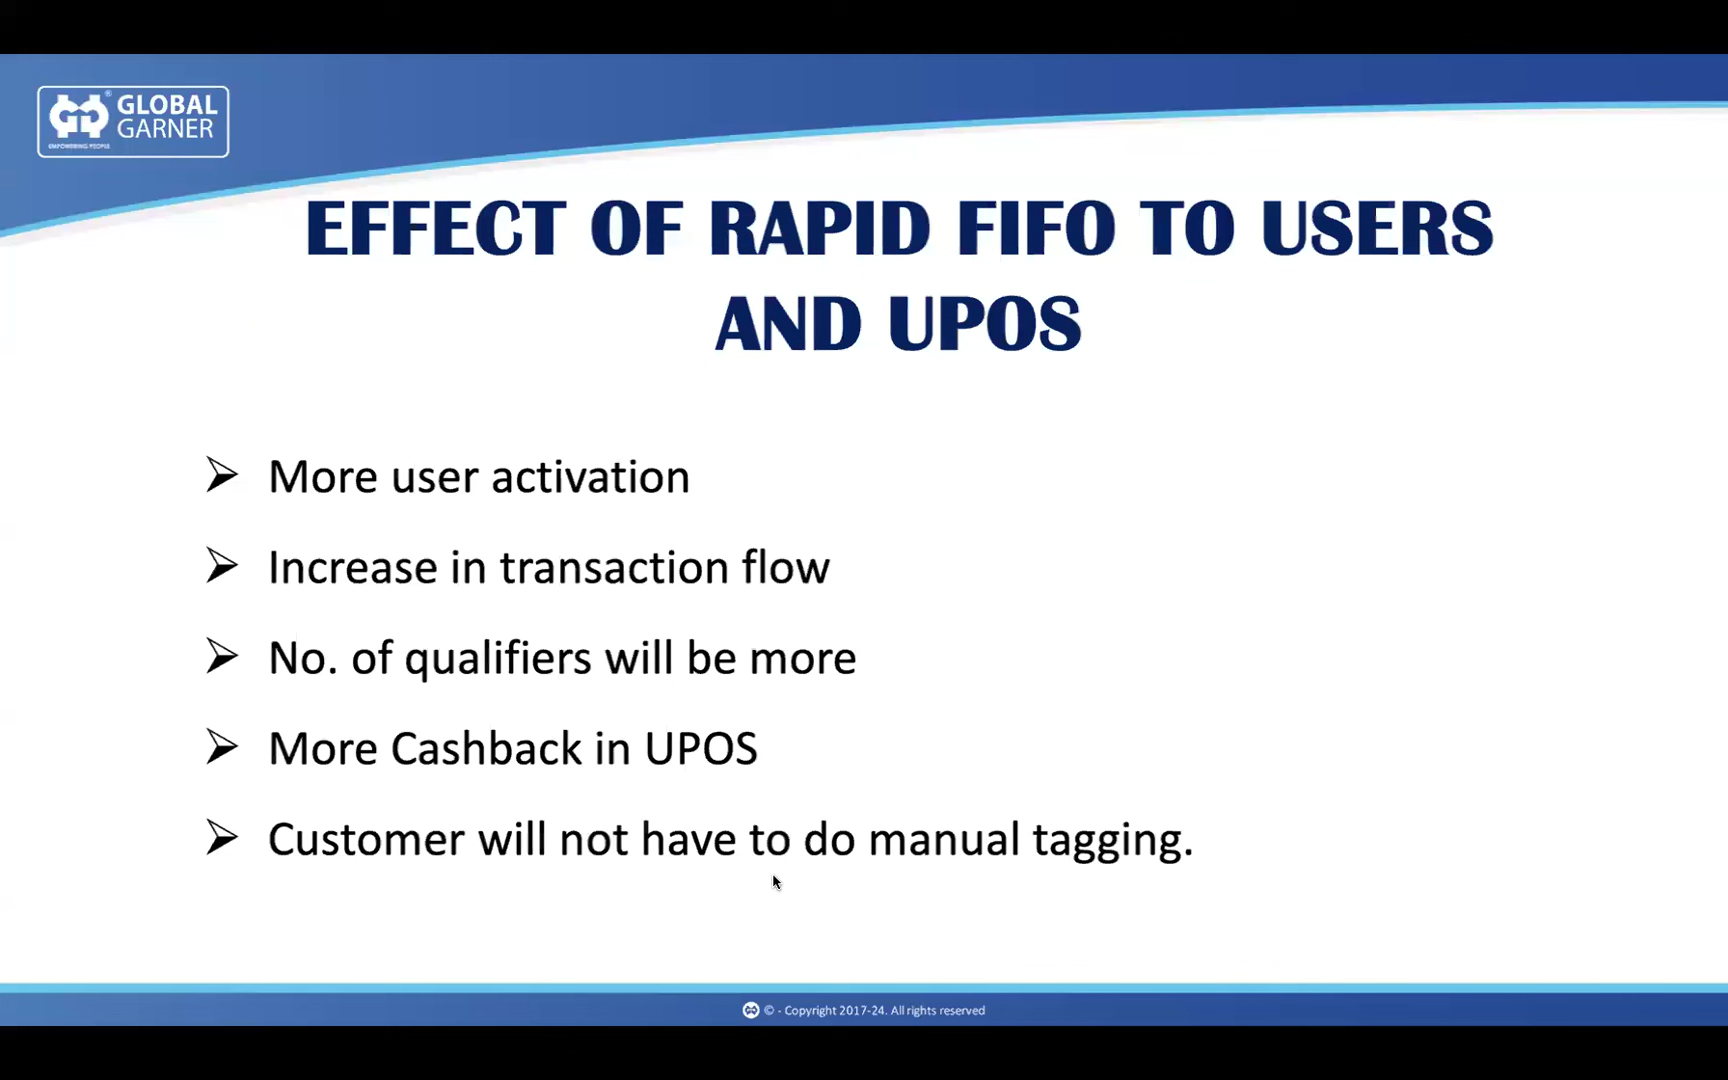 GLOBAL
GARNER
EMPOWERING PEOPLE
EFFECT OF RAPID FIFO TO USERS
AND UPOS
More user activation
Increase in transaction flow
No. of qualifiers will be more
More Cashback in UPOS
Customer will not have to do manual tagging.
© - Copyright 2017-24. All rights reserved